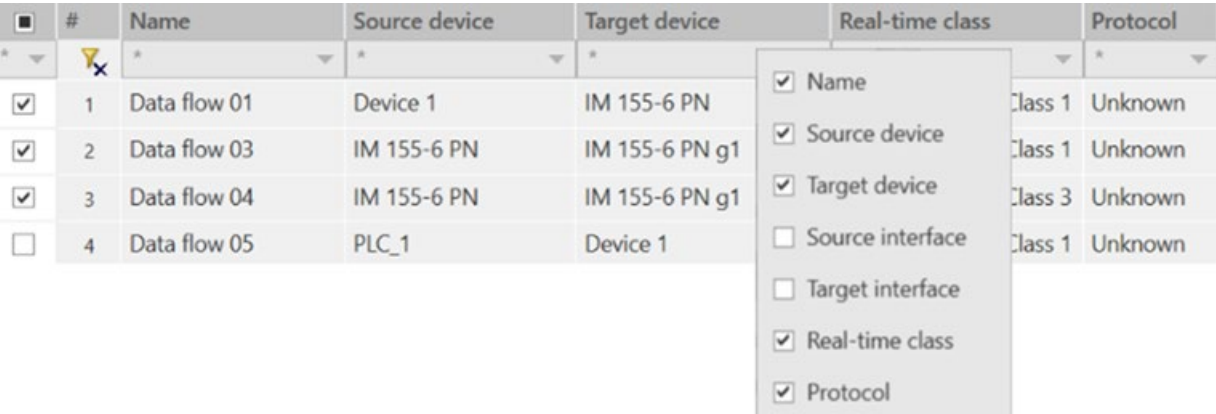 # Name Source device Target device Real-time class Protocol
* * * * *
1 Data flow 01 Device 1 IM 155-6 PN Class 1 Unknown
2 Data flow 03 IM 155-6 PN IM 155-6 PN g1 Class 1 Unknown
3 Data flow 04 IM 155-6 PN IM 155-6 PN g1 Class 3 Unknown
4 Data flow 05 PLC_1 Device 1 Class 1 Unknown
Name
Source device
Target device
Source interface
Target interface
Real-time class
Protocol